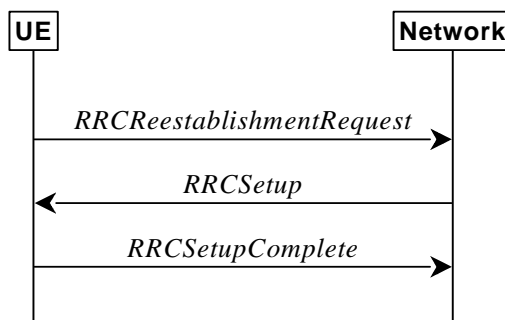 UE Network
RRCReestablishmentRequest
RRCSetup
RRCSetupComplete